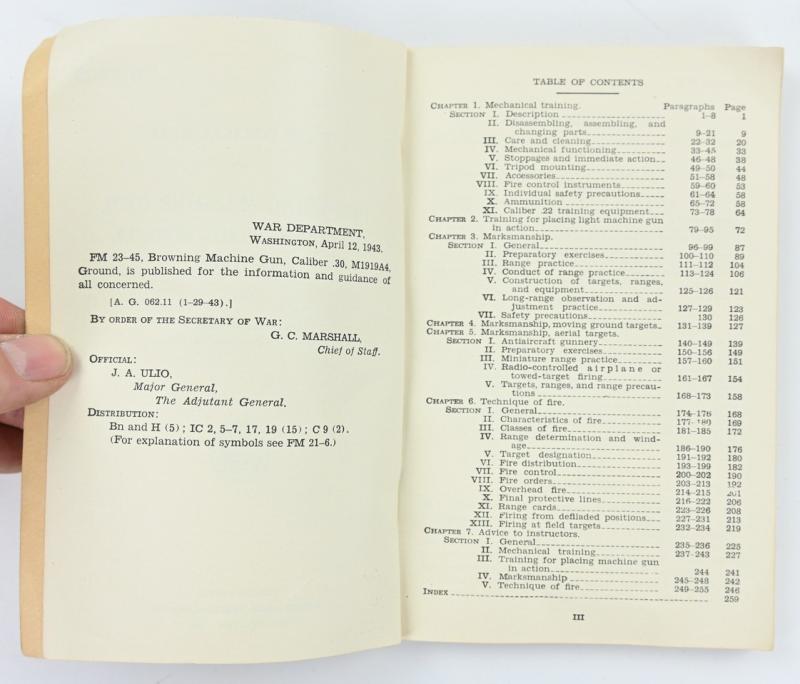 WAR DEPARTMENT,
WASHINGTON, April 12, 1943.
FM 23–45, Browning Machine Gun, Caliber .30, M1919A4,
Ground, is published for the information and guidance of
all concerned.
[A. G. 062.11 (1–29–43).]
BY ORDER OF THE SECRETARY OF WAR:
G. C. MARSHALL,
Chief of Staff.
OFFICIAL:
J. A. ULIO,
Major General,
The Adjutant General.
DISTRIBUTION:
Bn and H (5); IC 2, 5–7, 17, 19 (15); C 9 (2).
(For explanation of symbols see FM 21–6.)
TABLE OF CONTENTS
Paragraphs Page
CHAPTER 1. Mechanical training.
SECTION I. Description 1–8 1
II. Disassembling, assembling, and
changing parts 9–21 9
III. Care and cleaning 22–32 20
IV. Mechanical functioning 33–45 33
V. Stoppages and immediate action 46–48 38
VI. Tripod mounting 49–50 44
VII. Accessories 51–58 48
VIII. Fire control instruments 59–60 53
IX. Individual safety precautions 61–64 58
X. Ammunition 65–72 58
XI. Caliber .22 training equipment 73–78 64
CHAPTER 2. Training for placing light machine gun
in action 79–95 72
CHAPTER 3. Marksmanship.
SECTION I. General 96–99 87
II. Preparatory exercises 100–110 89
III. Range practice 111–112 104
IV. Conduct of range practice 113–124 106
V. Construction of targets, ranges,
and equipment 125–126 121
VI. Long-range observation and ad-
justment practice 127–129 123
VII. Safety precautions 130 126
CHAPTER 4. Marksmanship, moving ground targets 131–139 127
CHAPTER 5. Marksmanship, aerial targets.
SECTION I. Antiaircraft gunnery 140–149 139
II. Preparatory exercises 150–156 149
III. Miniature range practice 157–160 151
IV. Radio-controlled airplane or
towed-target firing 161–167 154
V. Targets, ranges, and range precau-
tions 168–173 158
CHAPTER 6. Technique of fire.
SECTION I. General 174–176 168
II. Characteristics of fire 177–180 169
III. Classes of fire 181–185 172
IV. Range determination and wind-
age 186–190 176
V. Target designation 191–192 180
VI. Fire distribution 193–199 182
VII. Fire control 200–202 190
VIII. Fire orders 203–213 192
IX. Overhead fire 214–215 201
X. Final protective lines 216–222 206
XI. Range cards 223–226 208
XII. Firing from defiladed positions 227–231 213
XIII. Firing at field targets 232–234 219
CHAPTER 7. Advice to instructors.
SECTION I. General 235–236 225
II. Mechanical training 237–243 227
III. Training for placing machine gun
in action 244 241
IV. Marksmanship 245–248 242
V. Technique of fire 249–255 246
INDEX 259
III